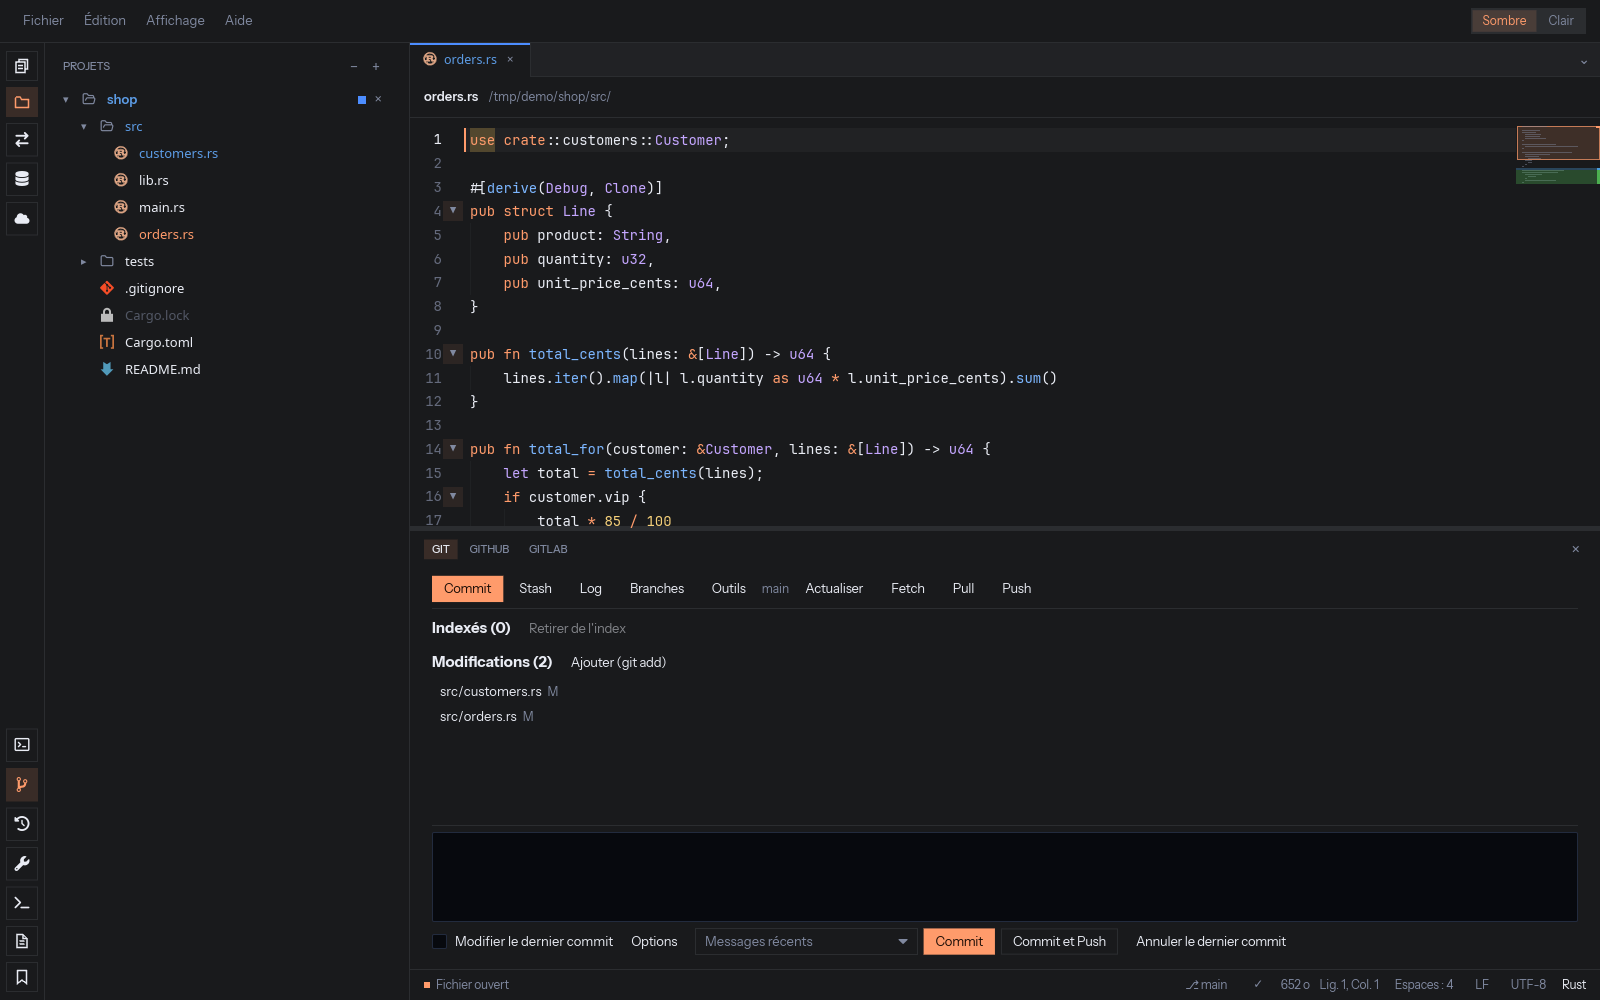 Fichier Édition Affichage Aide Sombre Clair
PROJETS − +
shop ×
src
customers.rs
lib.rs
main.rs
orders.rs
tests
.gitignore
Cargo.lock
Cargo.toml
README.md
orders.rs ×
orders.rs /tmp/demo/shop/src/
1 use crate::customers::Customer;
2
3 #[derive(Debug, Clone)]
4 pub struct Line {
5 pub product: String,
6 pub quantity: u32,
7 pub unit_price_cents: u64,
8 }
9
10 pub fn total_cents(lines: &[Line]) -> u64 {
11 lines.iter().map(|l| l.quantity as u64 * l.unit_price_cents).sum()
12 }
13
14 pub fn total_for(customer: &Customer, lines: &[Line]) -> u64 {
15 let total = total_cents(lines);
16 if customer.vip {
17 total * 85 / 100
GIT GITHUB GITLAB ×
Commit Stash Log Branches Outils main Actualiser Fetch Pull Push
Indexés (0) Retirer de l'index
Modifications (2) Ajouter (git add)
src/customers.rs M
src/orders.rs M
Modifier le dernier commit Options Messages récents Commit Commit et Push Annuler le dernier commit
Fichier ouvert main ✓ 652 o Lig. 1, Col. 1 Espaces : 4 LF UTF-8 Rust